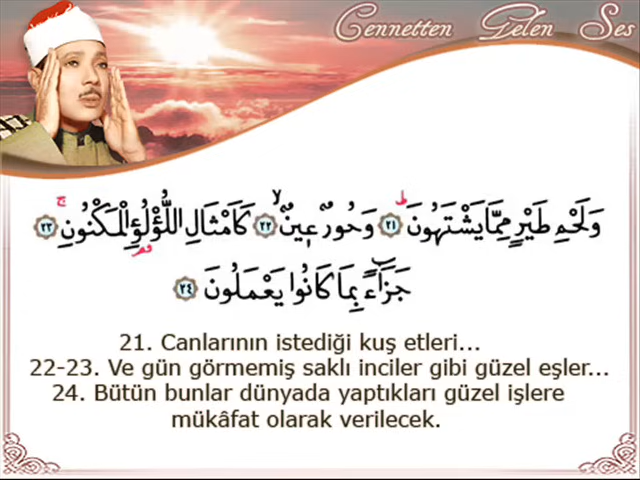 Cennetten Gelen Ses
وَلَحْمِ طَيْرٍ مِمَّا يَشْتَهُونَ ﴿٢١﴾ وَحُورٌ عِينٌ ﴿٢٢﴾ كَاَمْثَالِ اللُّؤْلُؤِ الْمَكْنُونِ ﴿٢٣﴾
جَزَاءً بِمَا كَانُوا يَعْمَلُونَ ﴿٢٤﴾
21. Canlarının istediği kuş etleri...
22-23. Ve gün görmemiş saklı inciler gibi güzel eşler...
24. Bütün bunlar dünyada yaptıkları güzel işlere
mükâfat olarak verilecek.